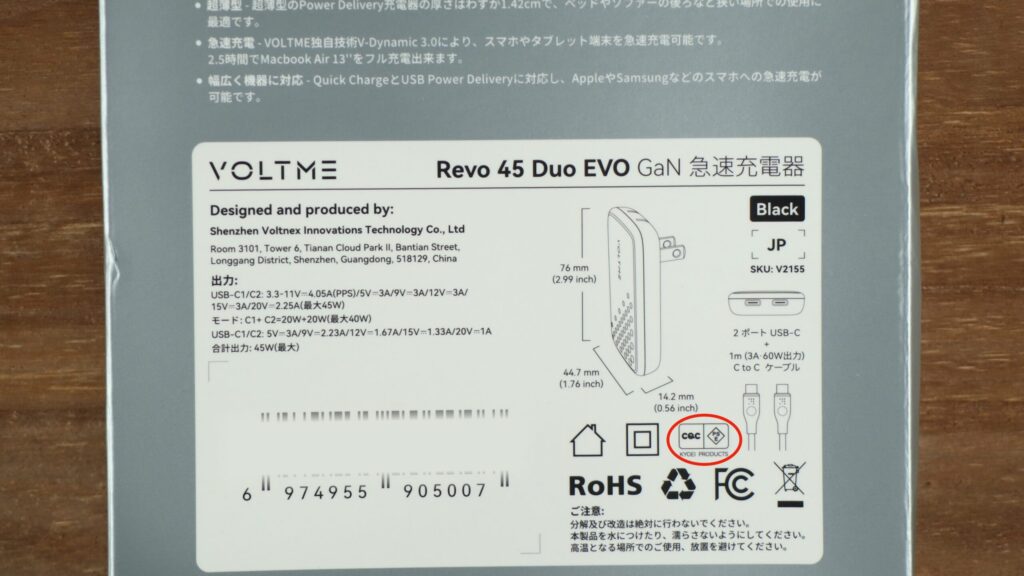 • 超薄型 - 超薄型のPower Delivery充電器の厚さはわずか1.42cmで、ベッドやソファーの後ろなど狭い場所での使用に
最適です。
• 急速充電 - VOLTME独自技術V-Dynamic 3.0により、スマホやタブレット端末を急速充電可能です。
2.5時間でMacbook Air 13''をフル充電出来ます。
• 幅広く機器に対応 - Quick ChargeとUSB Power Deliveryに対応し、AppleやSamsungなどのスマホへの急速充電が
可能です。
VOLTME
Revo 45 Duo EVO GaN 急速充電器
Designed and produced by:
Shenzhen Voltnex Innovations Technology Co., Ltd
Room 3101, Tower 6, Tianan Cloud Park II, Bantian Street,
Longgang District, Shenzhen, Guangdong, 518129, China
出力:
USB-C1/C2: 3.3-11V⎓4.05A(PPS)/5V⎓3A/9V⎓3A/12V⎓3A/
15V⎓3A/20V⎓2.25A(最大45W)
モード: C1+ C2=20W+20W(最大40W)
USB-C1/C2: 5V⎓3A/9V⎓2.23A/12V⎓1.67A/15V⎓1.33A/20V⎓1A
合計出力: 45W(最大)
6 974955 905007
76 mm
(2.99 inch)
VOLTME
44.7 mm
(1.76 inch)
14.2 mm
(0.56 inch)
Black
JP
SKU: V2155
2 ポート USB-C
+
1m (3A·60W出力)
C to C ケーブル
CQC
PS
E
KYDEI PRODUCTS
RoHS
FC
ご注意:
分解及び改造は絶対に行わないでください。
本製品を水につけたり、濡らさないようにしてください。
高温となる場所でのご使用、放置を避けてください。